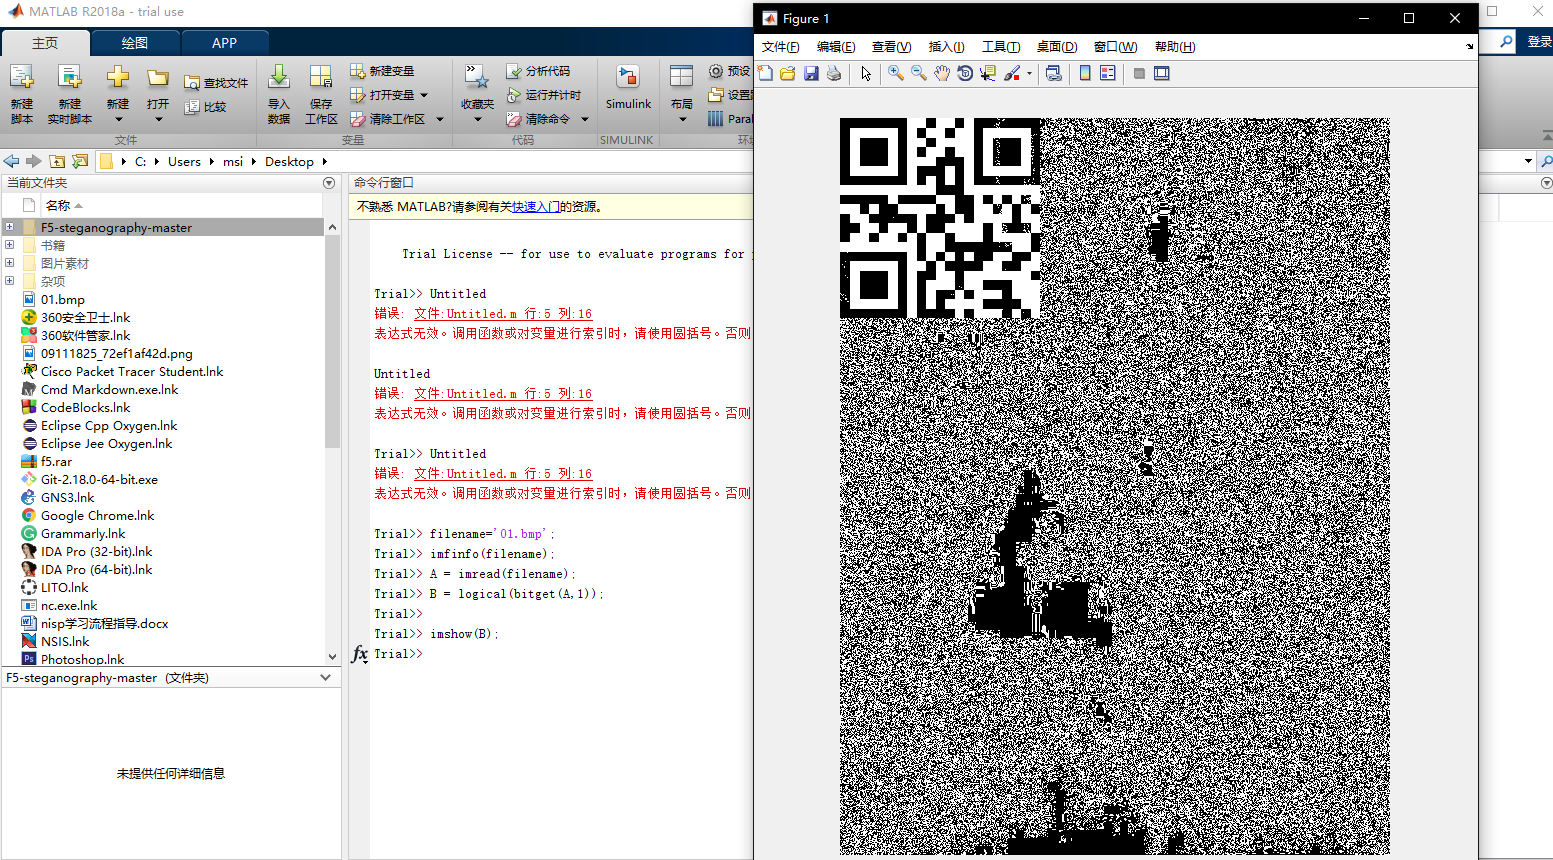 MATLAB R2018a - trial use
主页
绘图
APP
登录
新建
脚本
新建
实时脚本
新建
打开
查找文件
比较
导入
数据
保存
工作区
新建变量
打开变量
清除工作区
收藏夹
分析代码
运行并计时
清除命令
Simulink
布局
预设
设置
Paral
文件
变量
代码
SIMULINK
C:
Users
msi
Desktop
当前文件夹
名称
F5-steganography-master
书籍
图片素材
杂项
01.bmp
360安全卫士.lnk
360软件管家.lnk
09111825_72ef1af42d.png
Cisco Packet Tracer Student.lnk
Cmd Markdown.exe.lnk
CodeBlocks.lnk
Eclipse Cpp Oxygen.lnk
Eclipse Jee Oxygen.lnk
f5.rar
Git-2.18.0-64-bit.exe
GNS3.lnk
Google Chrome.lnk
Grammarly.lnk
IDA Pro (32-bit).lnk
IDA Pro (64-bit).lnk
LITO.lnk
nc.exe.lnk
nisp学习流程指导.docx
NSIS.lnk
Photoshop.lnk
F5-steganography-master (文件夹)
未提供任何详细信息
命令行窗口
不熟悉 MATLAB?请参阅有关快速入门的资源。
Trial License -- for use to evaluate programs for
Trial>> Untitled
错误: 文件:Untitled.m 行:5 列:16
表达式无效。调用函数或对变量进行索引时，请使用圆括号。否则
Untitled
错误: 文件:Untitled.m 行:5 列:16
表达式无效。调用函数或对变量进行索引时，请使用圆括号。否则
Trial>> Untitled
错误: 文件:Untitled.m 行:5 列:16
表达式无效。调用函数或对变量进行索引时，请使用圆括号。否则
Trial>> filename='01.bmp';
Trial>> imfinfo(filename);
Trial>> A = imread(filename);
Trial>> B = logical(bitget(A,1));
Trial>>
Trial>> imshow(B);
fx Trial>>
Figure 1
文件(F) 编辑(E) 查看(V) 插入(I) 工具(T) 桌面(D) 窗口(W) 帮助(H)